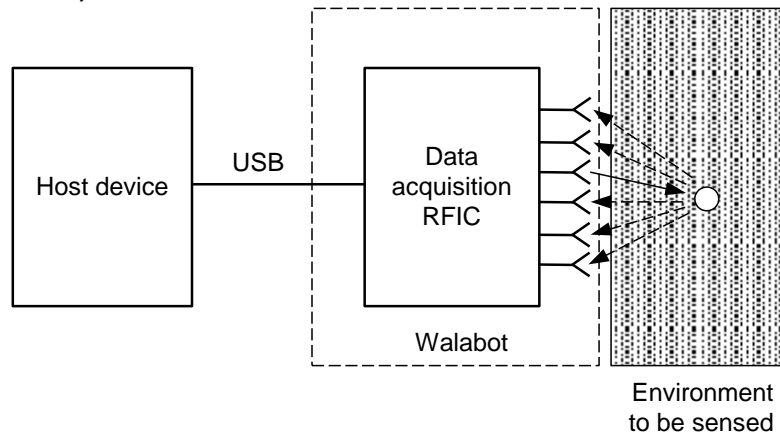 Host device
USB
Data
acquisition
RFIC
Walabot
Environment
to be sensed